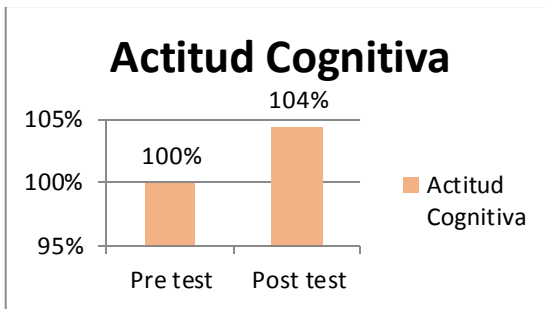 Actitud Cognitiva
104%
105%
100%
100%
95%
Pre test Post test
Actitud
Cognitiva